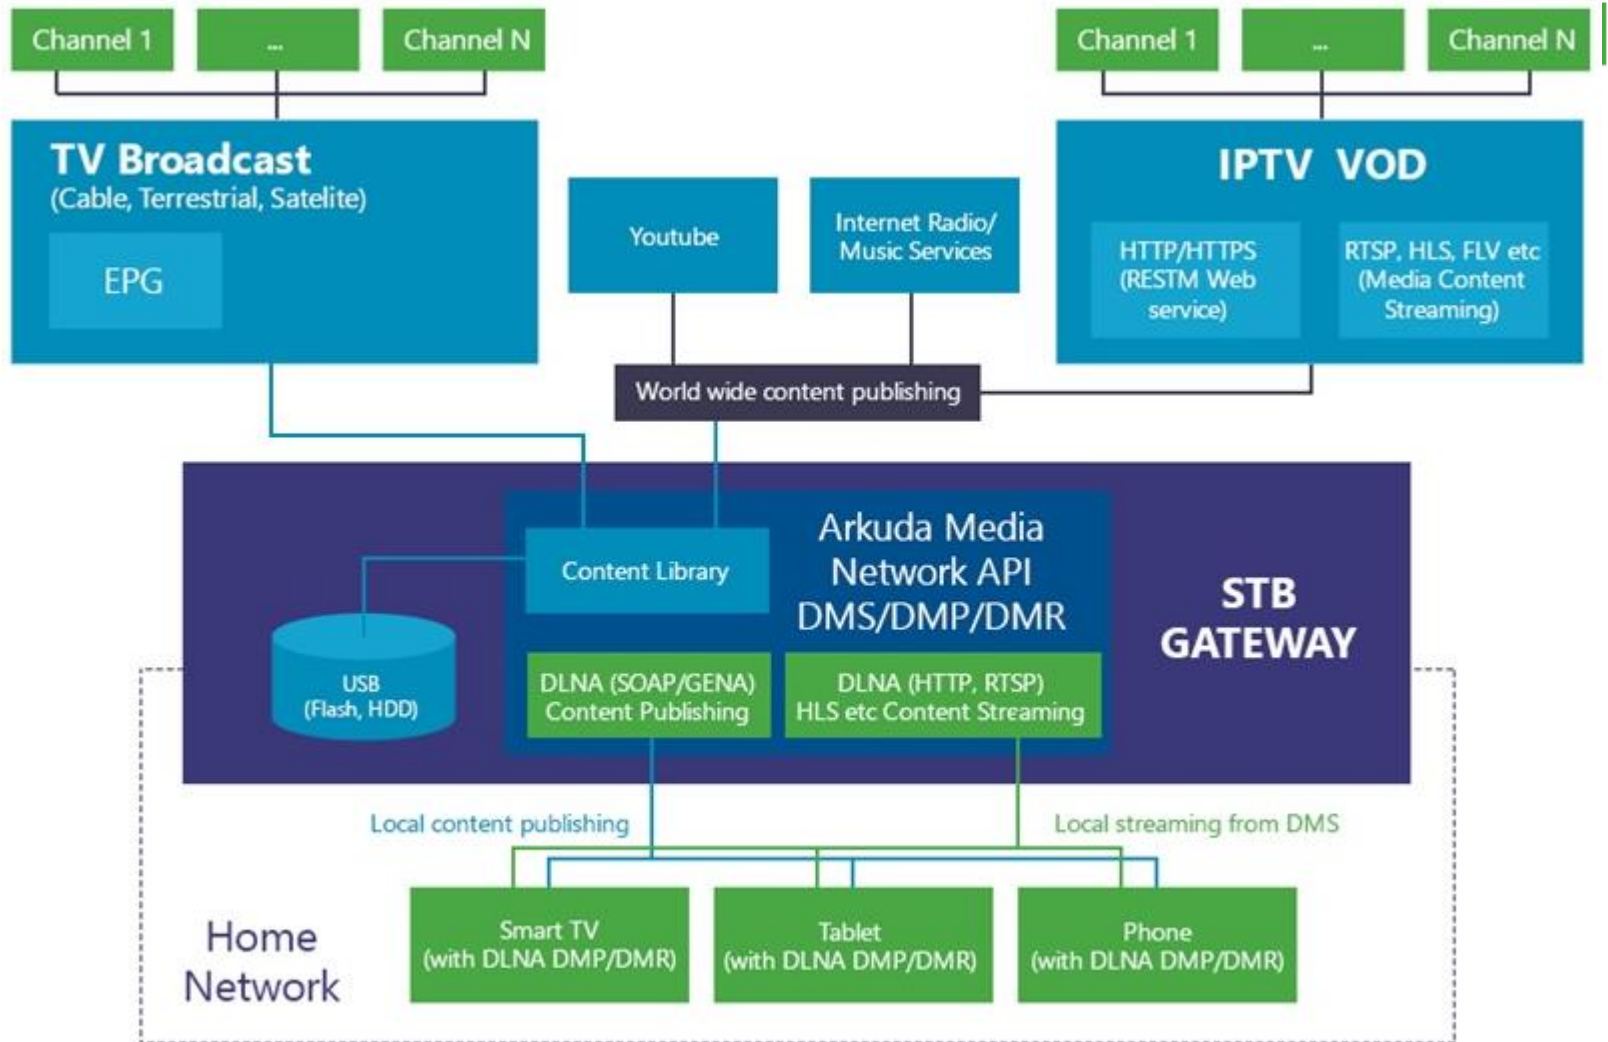 Channel 1
...
Channel N
Channel 1
...
Channel N
TV Broadcast
(Cable, Terrestrial, Satelite)
EPG
Youtube
Internet Radio/
Music Services
IPTV VOD
HTTP/HTTPS
(RESTM Web
service)
RTSP, HLS, FLV etc
(Media Content
Streaming)
World wide content publishing
Arkuda Media
Network API
DMS/DMP/DMR
Content Library
STB
GATEWAY
USB
(Flash, HDD)
DLNA (SOAP/GENA)
Content Publishing
DLNA (HTTP, RTSP)
HLS etc Content Streaming
Local content publishing
Local streaming from DMS
Home
Network
Smart TV
(with DLNA DMP/DMR)
Tablet
(with DLNA DMP/DMR)
Phone
(with DLNA DMP/DMR)